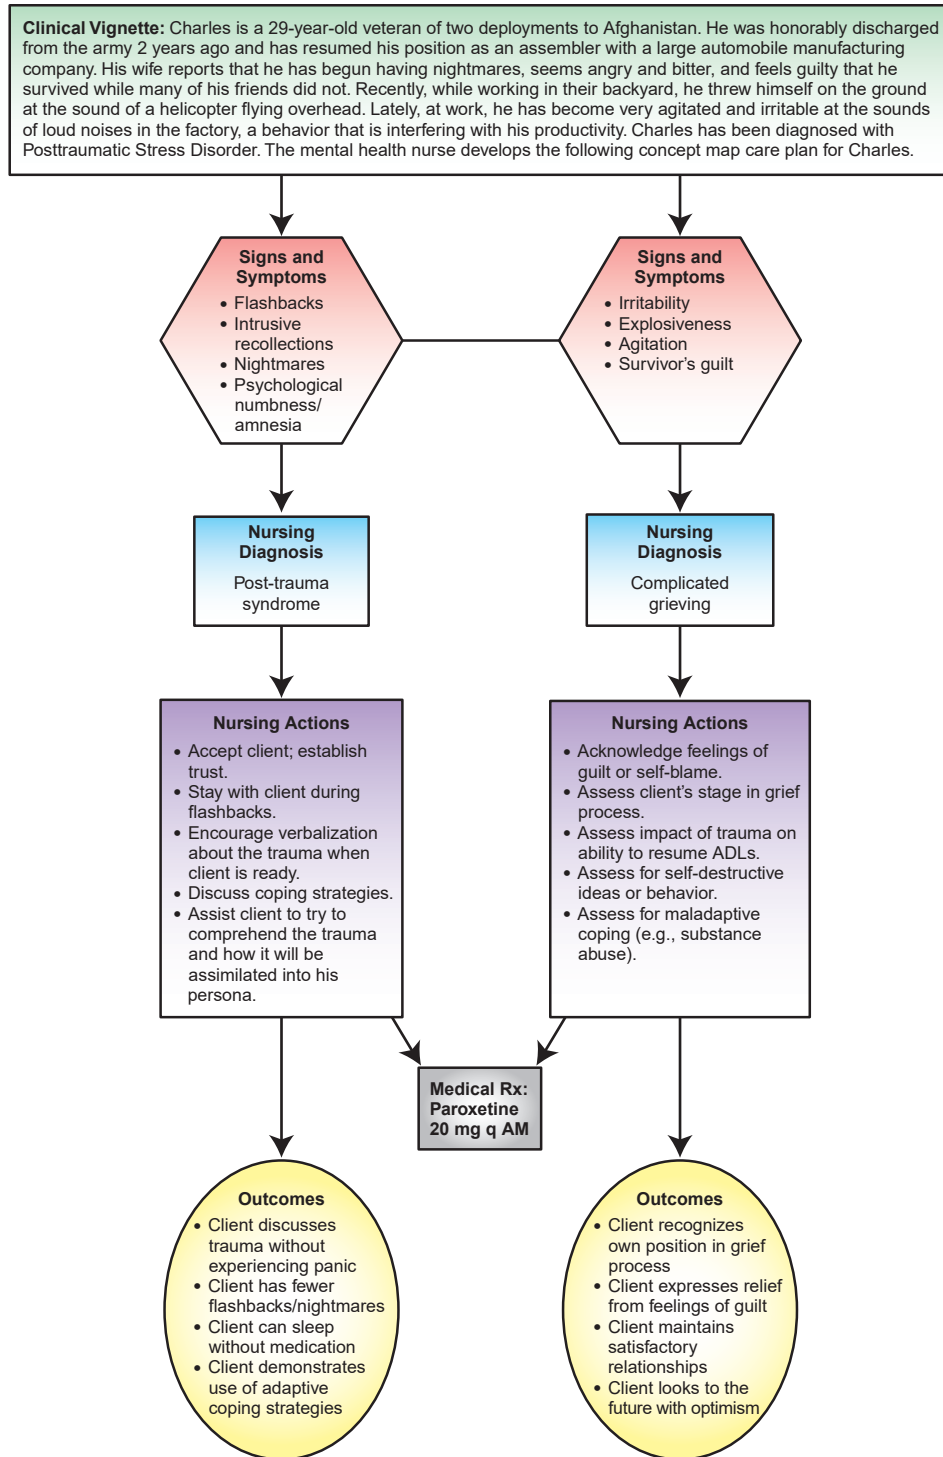 Clinical Vignette: Charles is a 29-year-old veteran of two deployments to Afghanistan. He was honorably discharged
from the army 2 years ago and has resumed his position as an assembler with a large automobile manufacturing
company. His wife reports that he has begun having nightmares, seems angry and bitter, and feels guilty that he
survived while many of his friends did not. Recently, while working in their backyard, he threw himself on the ground
at the sound of a helicopter flying overhead. Lately, at work, he has become very agitated and irritable at the sounds
of loud noises in the factory, a behavior that is interfering with his productivity. Charles has been diagnosed with
Posttraumatic Stress Disorder. The mental health nurse develops the following concept map care plan for Charles.
Signs and
Symptoms
• Flashbacks
• Intrusive
recollections
• Nightmares
• Psychological
numbness/
amnesia
Signs and
Symptoms
• Irritability
• Explosiveness
• Agitation
• Survivor's guilt
Nursing
Diagnosis
Post-trauma
syndrome
Nursing
Diagnosis
Complicated
grieving
Nursing Actions
• Accept client; establish
trust.
• Stay with client during
flashbacks.
• Encourage verbalization
about the trauma when
client is ready.
• Discuss coping strategies.
• Assist client to try to
comprehend the trauma
and how it will be
assimilated into his
persona.
Nursing Actions
• Acknowledge feelings of
guilt or self-blame.
• Assess client's stage in grief
process.
• Assess impact of trauma on
ability to resume ADLs.
• Assess for self-destructive
ideas or behavior.
• Assess for maladaptive
coping (e.g., substance
abuse).
Medical Rx:
Paroxetine
20 mg q AM
Outcomes
• Client discusses
trauma without
experiencing panic
• Client has fewer
flashbacks/nightmares
• Client can sleep
without medication
• Client demonstrates
use of adaptive
coping strategies
Outcomes
• Client recognizes
own position in grief
process
• Client expresses relief
from feelings of guilt
• Client maintains
satisfactory
relationships
• Client looks to the
future with optimism